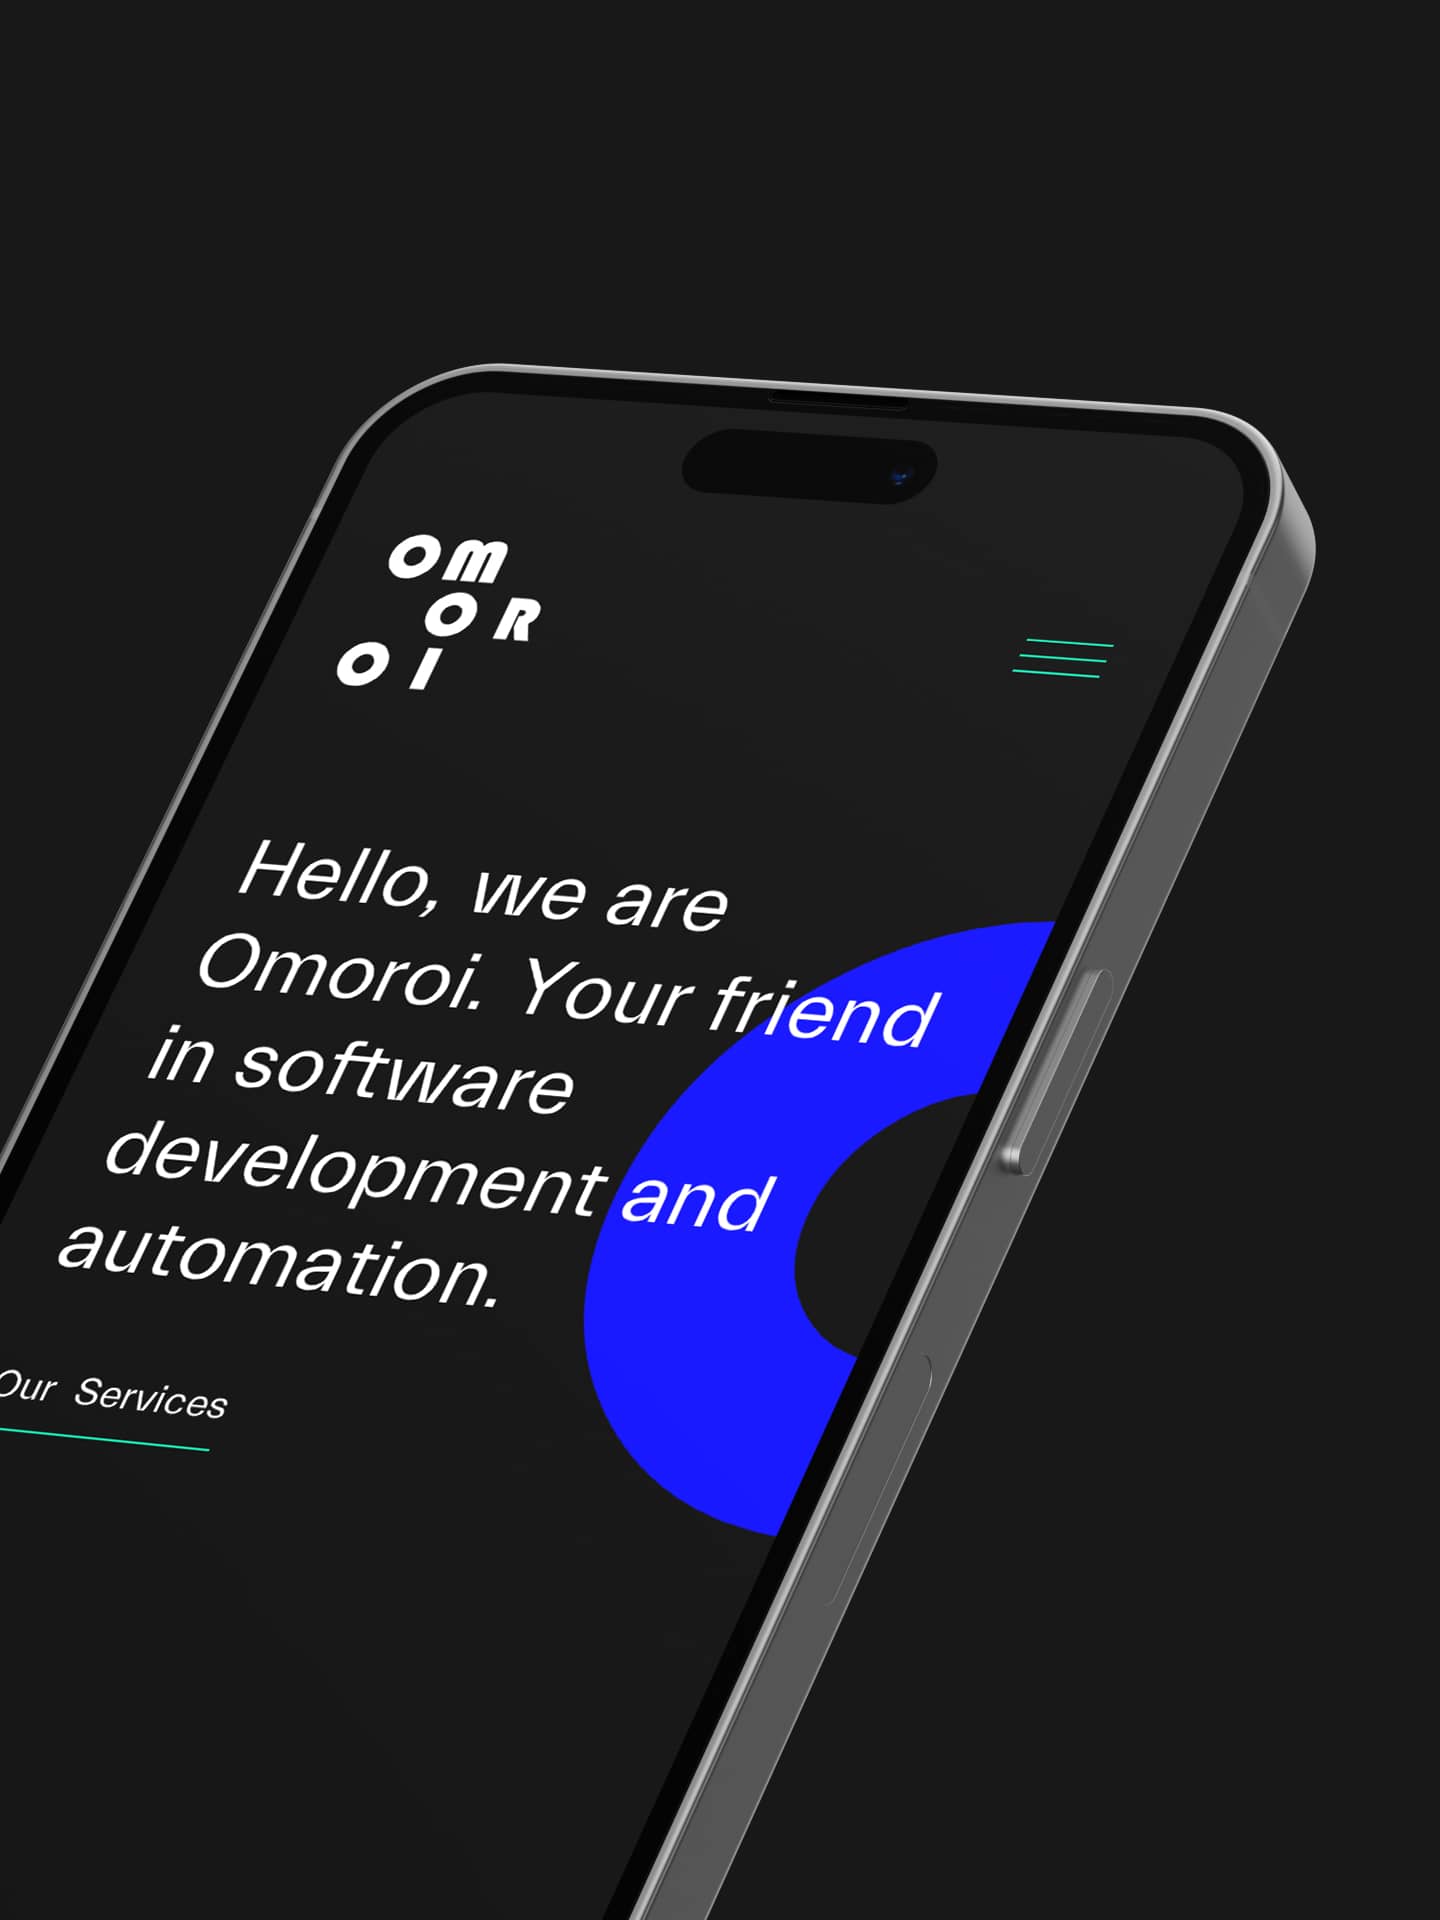 OM
OR
OI
Hello, we are
Omoroi. Your friend
in software
development and
automation.
Our Services